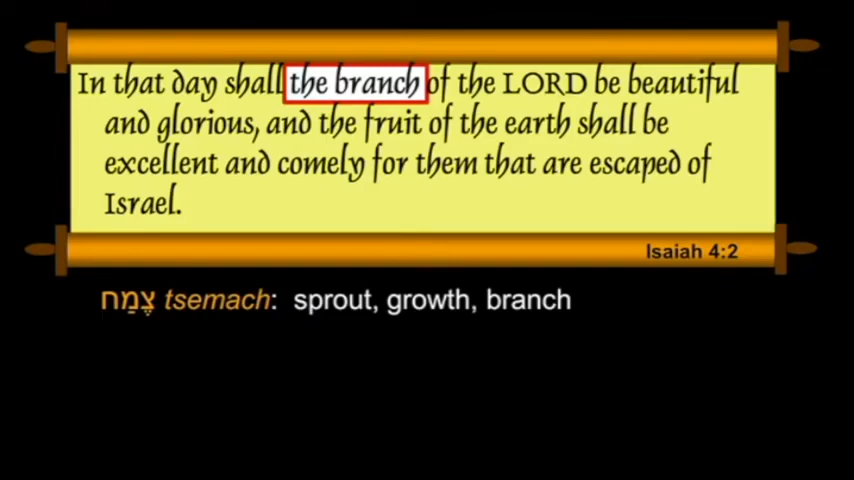 In that day shall the branch of the LORD be beautiful
and glorious, and the fruit of the earth shall be
excellent and comely for them that are escaped of
Israel.
Isaiah 4:2
צֶמַח tsemach: sprout, growth, branch